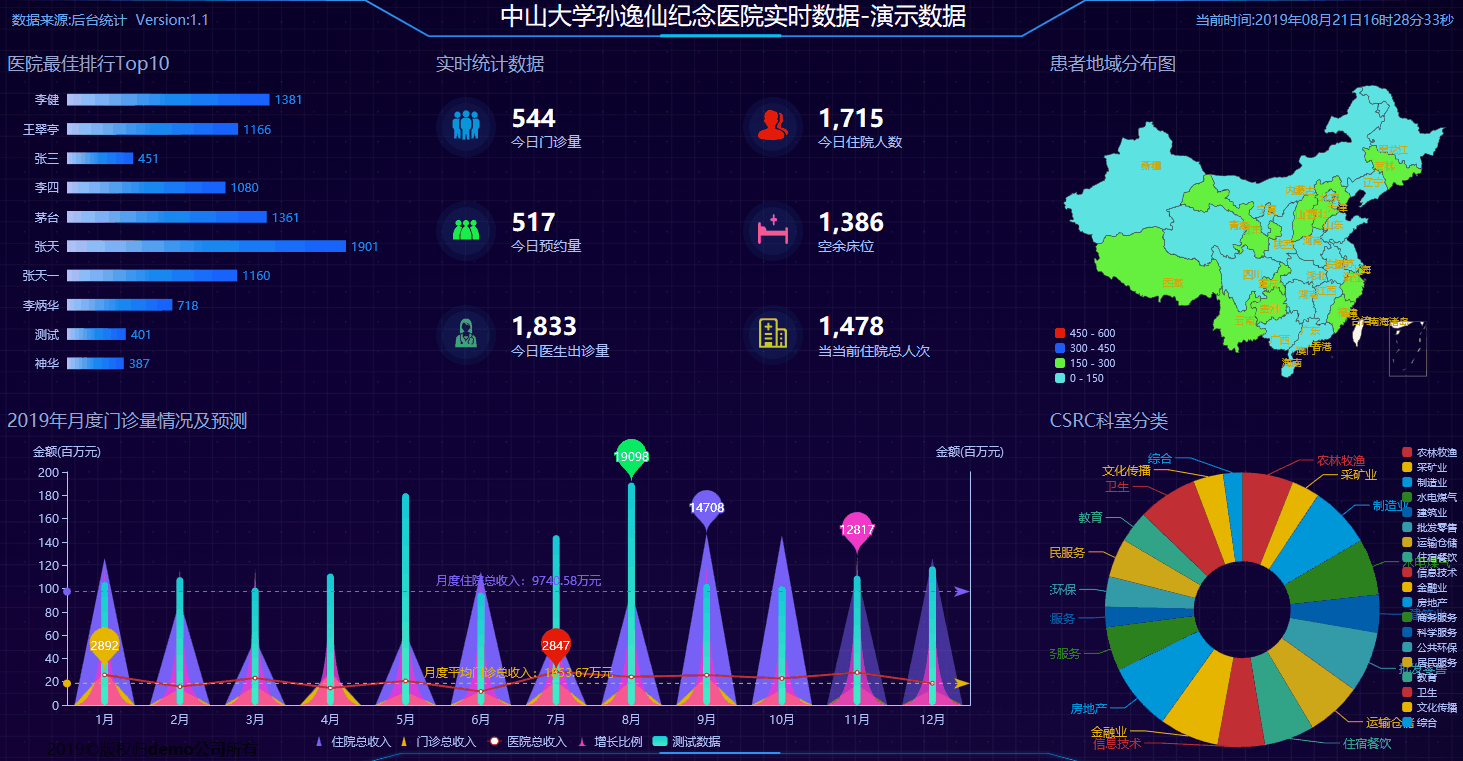 数据来源:后台统计 Version:1.1
中山大学孙逸仙纪念医院实时数据-演示数据
当前时间:2019年08月21日16时28分33秒
医院最佳排行Top10
李健 1381
王翠亭 1166
张三 451
李四 1080
茅台 1361
张天 1901
张天一 1160
李炳华 718
测试 401
神华 387
实时统计数据
544
今日门诊量
1,715
今日住院人数
517
今日预约量
1,386
空余床位
1,833
今日医生出诊量
1,478
当当前住院总人次
患者地域分布图
黑龙江
吉林
辽宁
新疆
内蒙古
宁夏
青海
山东
陕西
河南
西藏
四川
重庆
湖北
湖南
江西
贵州
云南
福建
台湾
南海诸岛
广西
广东
香港
澳门
海南
450 - 600
300 - 450
150 - 300
0 - 150
2019年月度门诊量情况及预测
金额(百万元)
金额(百万元)
200
180
160
140
120
100
80
60
40
20
0
19098
14708
12817
2892
2847
月度住院总收入：9740.58万元
月度平均门诊总收入：1853.67万元
1月 2月 3月 4月 5月 6月 7月 8月 9月 10月 11月 12月
住院总收入 门诊总收入 医院总收入 增长比例 测试数据
2019©版权归demo公司所有
CSRC科室分类
综合
文化传播
卫生
教育
民服务
环保
服务
务服务
房地产
金融业
信息技术
农林牧渔
采矿业
制造业
水电煤气
建筑业
批发零售
运输仓储
住宿餐饮
农林牧渔
采矿业
制造业
水电煤气
建筑业
批发零售
运输仓储
住宿餐饮
信息技术
金融业
房地产
商务服务
科学服务
公共环保
居民服务
教育
卫生
文化传播
综合